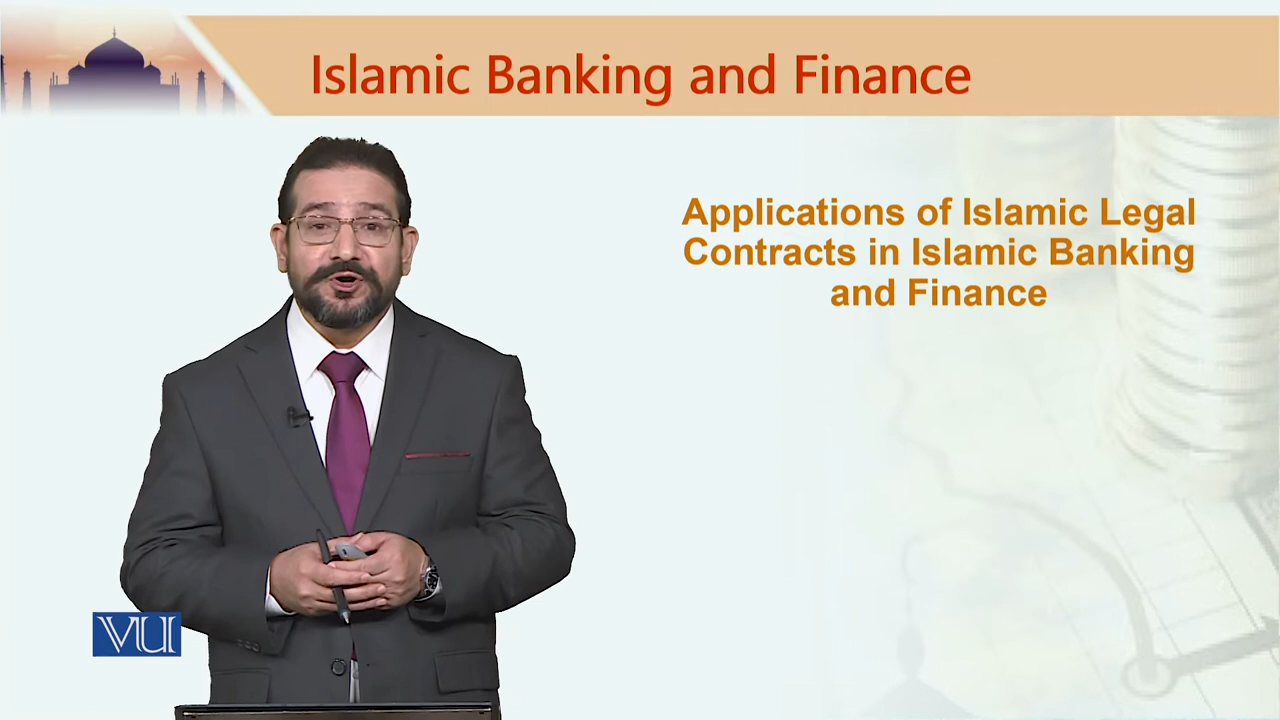 Islamic Banking and Finance
Applications of Islamic Legal
Contracts in Islamic Banking
and Finance
VU